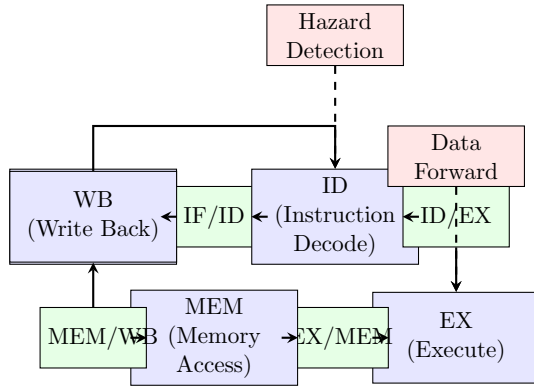 Hazard
Detection
Data
Forward
WB
(Write Back)
IF/ID
ID
(Instruction
Decode)
ID/EX
MEM/WB
MEM
(Memory
Access)
EX/MEM
EX
(Execute)